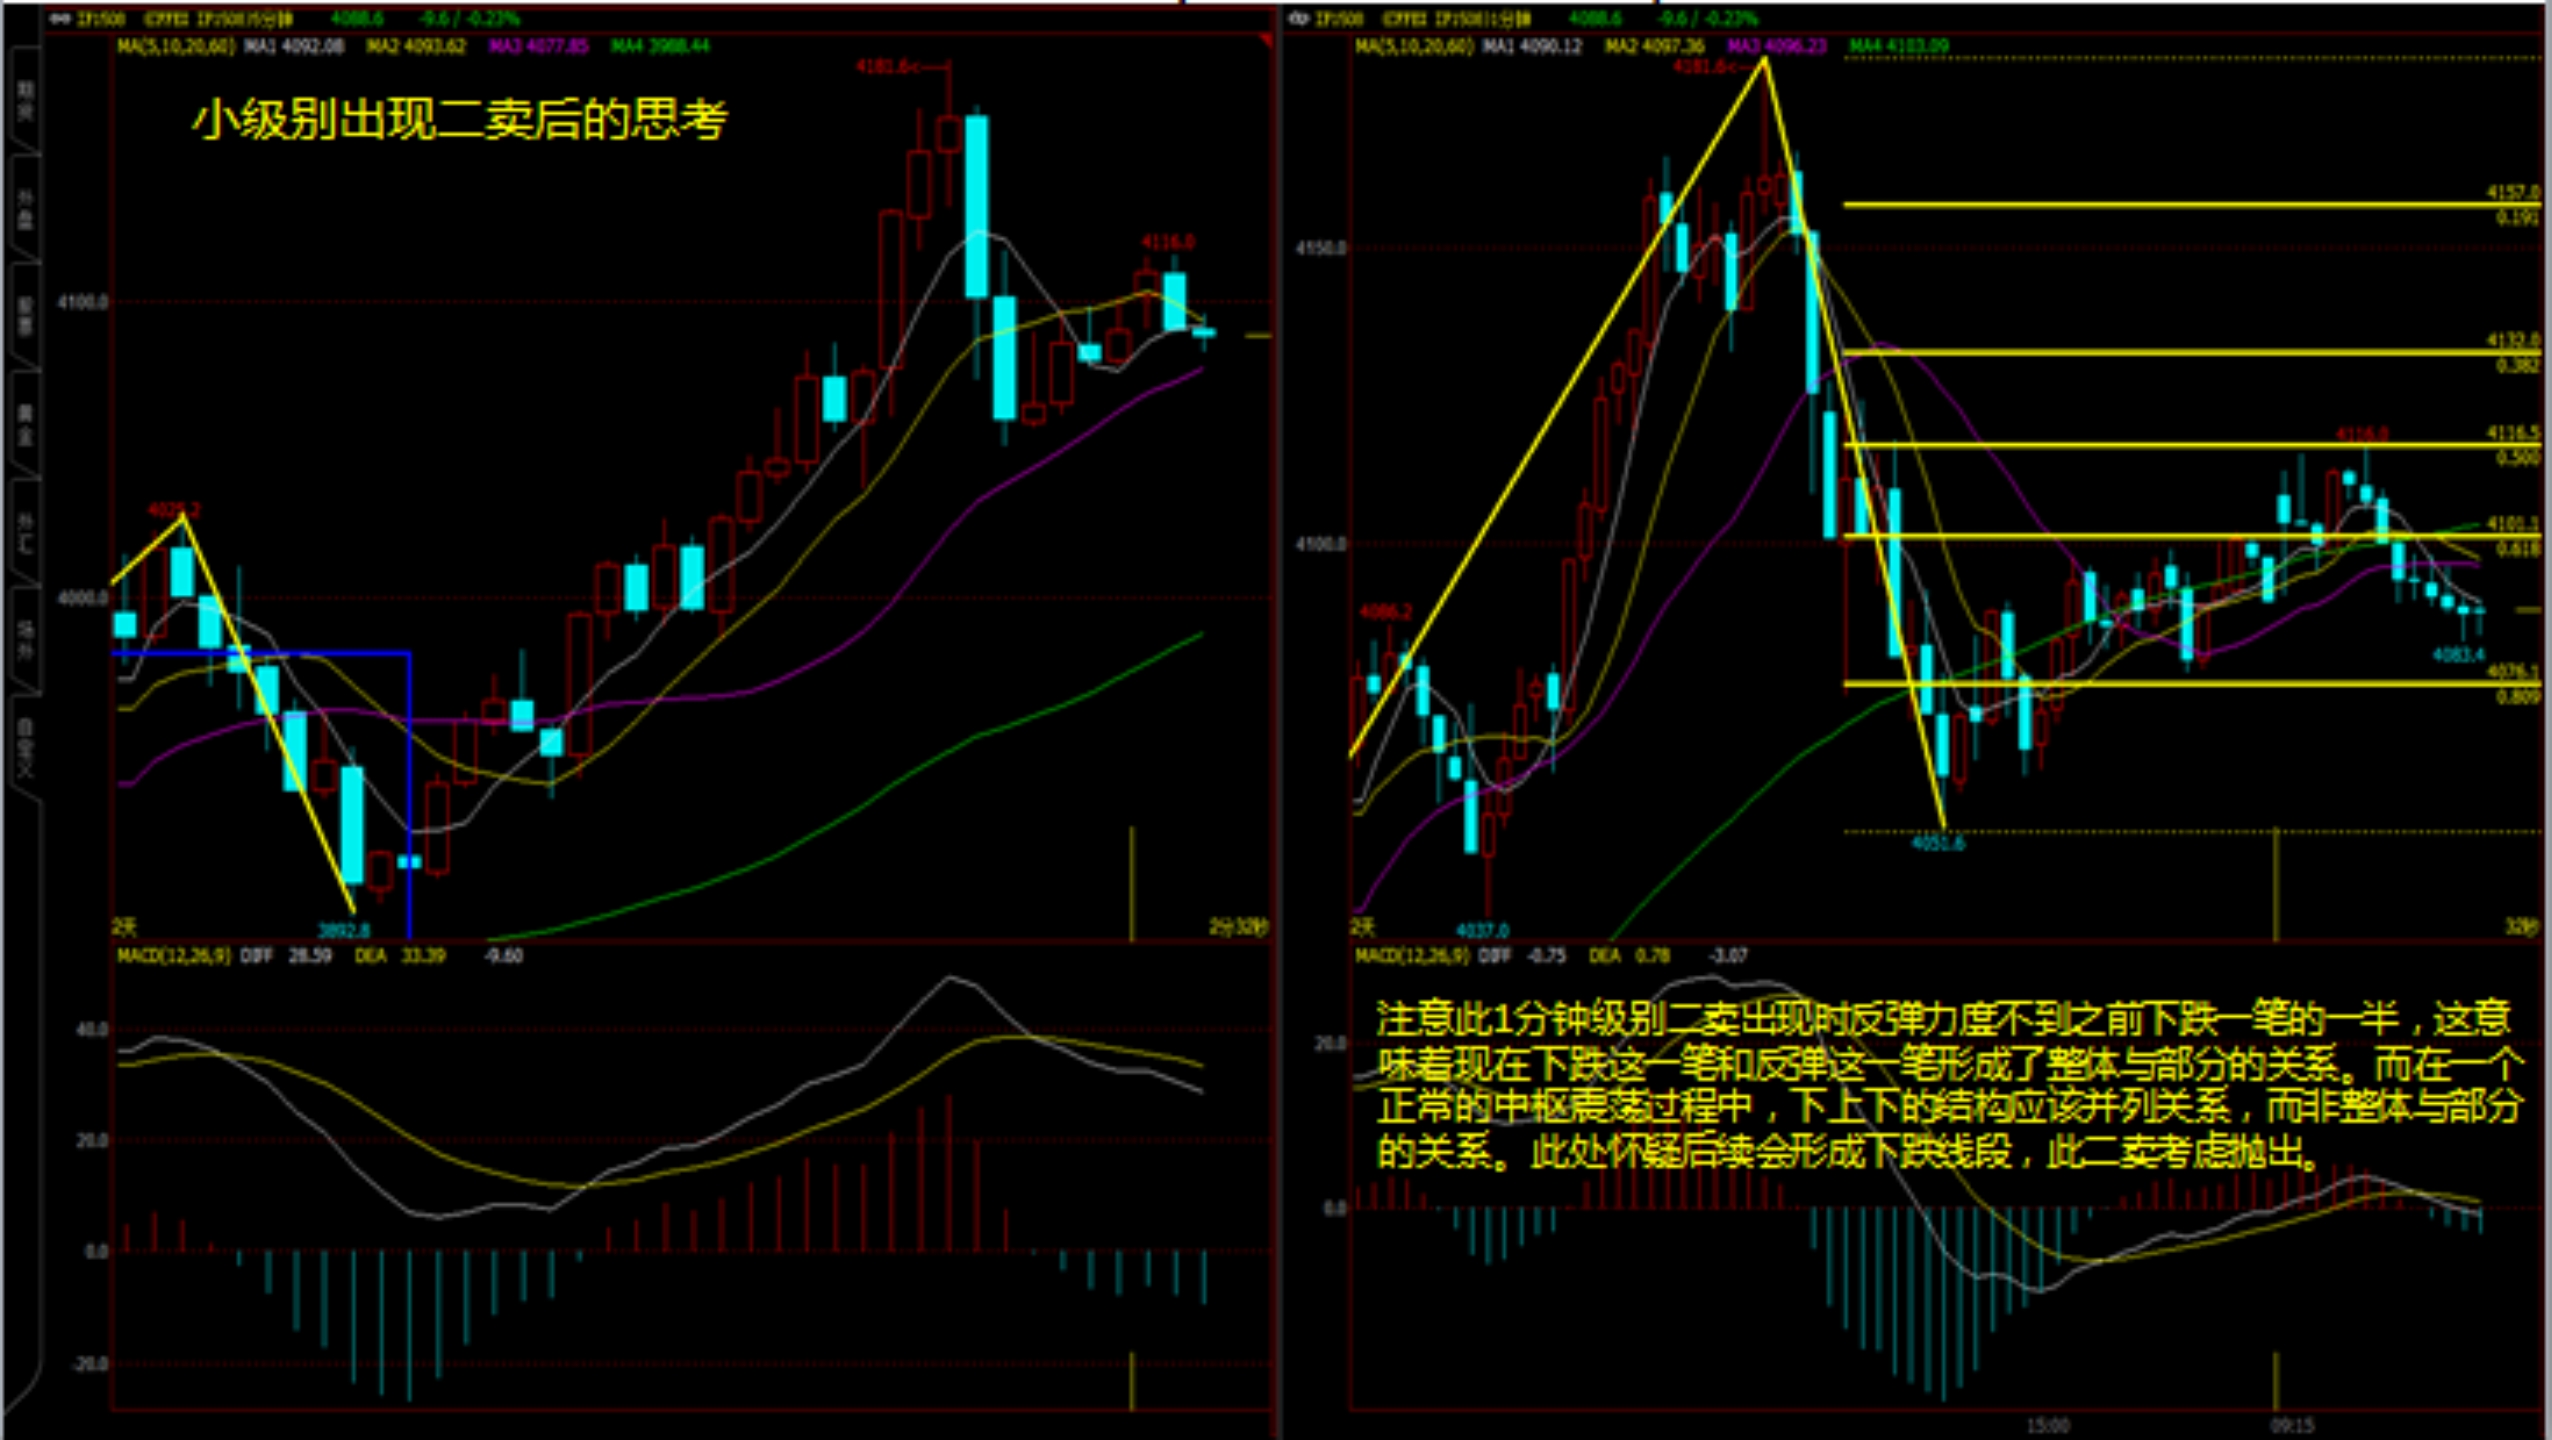 IF1508 (CFFEX IF1508)5分钟 4088.6 -9.6 / -0.23%
MA(5,10,20,60) MA1 4092.08 MA2 4093.62 MA3 4077.85 MA4 3988.44
4181.6
小级别出现二卖后的思考
4116.0
4100.0
4025.2
4000.0
3892.8
2天
2分32秒
MACD(12,26,9) DIFF 28.59 DEA 33.39 -9.60
40.0
20.0
0.0
-20.0
外盘
黄金
外汇
自定义
IF1508 (CFFEX IF1508)1分钟 4088.6 -9.6 / -0.23%
MA(5,10,20,60) MA1 4090.12 MA2 4097.36 MA3 4096.23 MA4 4103.09
4181.6
4157.0
0.191
4150.0
4132.0
0.382
4116.0
4116.5
0.500
4101.1
0.618
4100.0
4086.2
4083.4
4076.1
0.809
4051.6
4037.0
2天
32秒
MACD(12,26,9) DIFF -0.75 DEA 0.78 -3.07
注意此1分钟级别二卖出现时反弹力度不到之前下跌一笔的一半，这意
味着现在下跌这一笔和反弹这一笔形成了整体与部分的关系。而在一个
正常的中枢震荡过程中，下上下的结构应该并列关系，而非整体与部分
的关系。此处怀疑后续会形成下跌线段，此二卖考虑抛出。
20.0
0.0
15:00
09:15